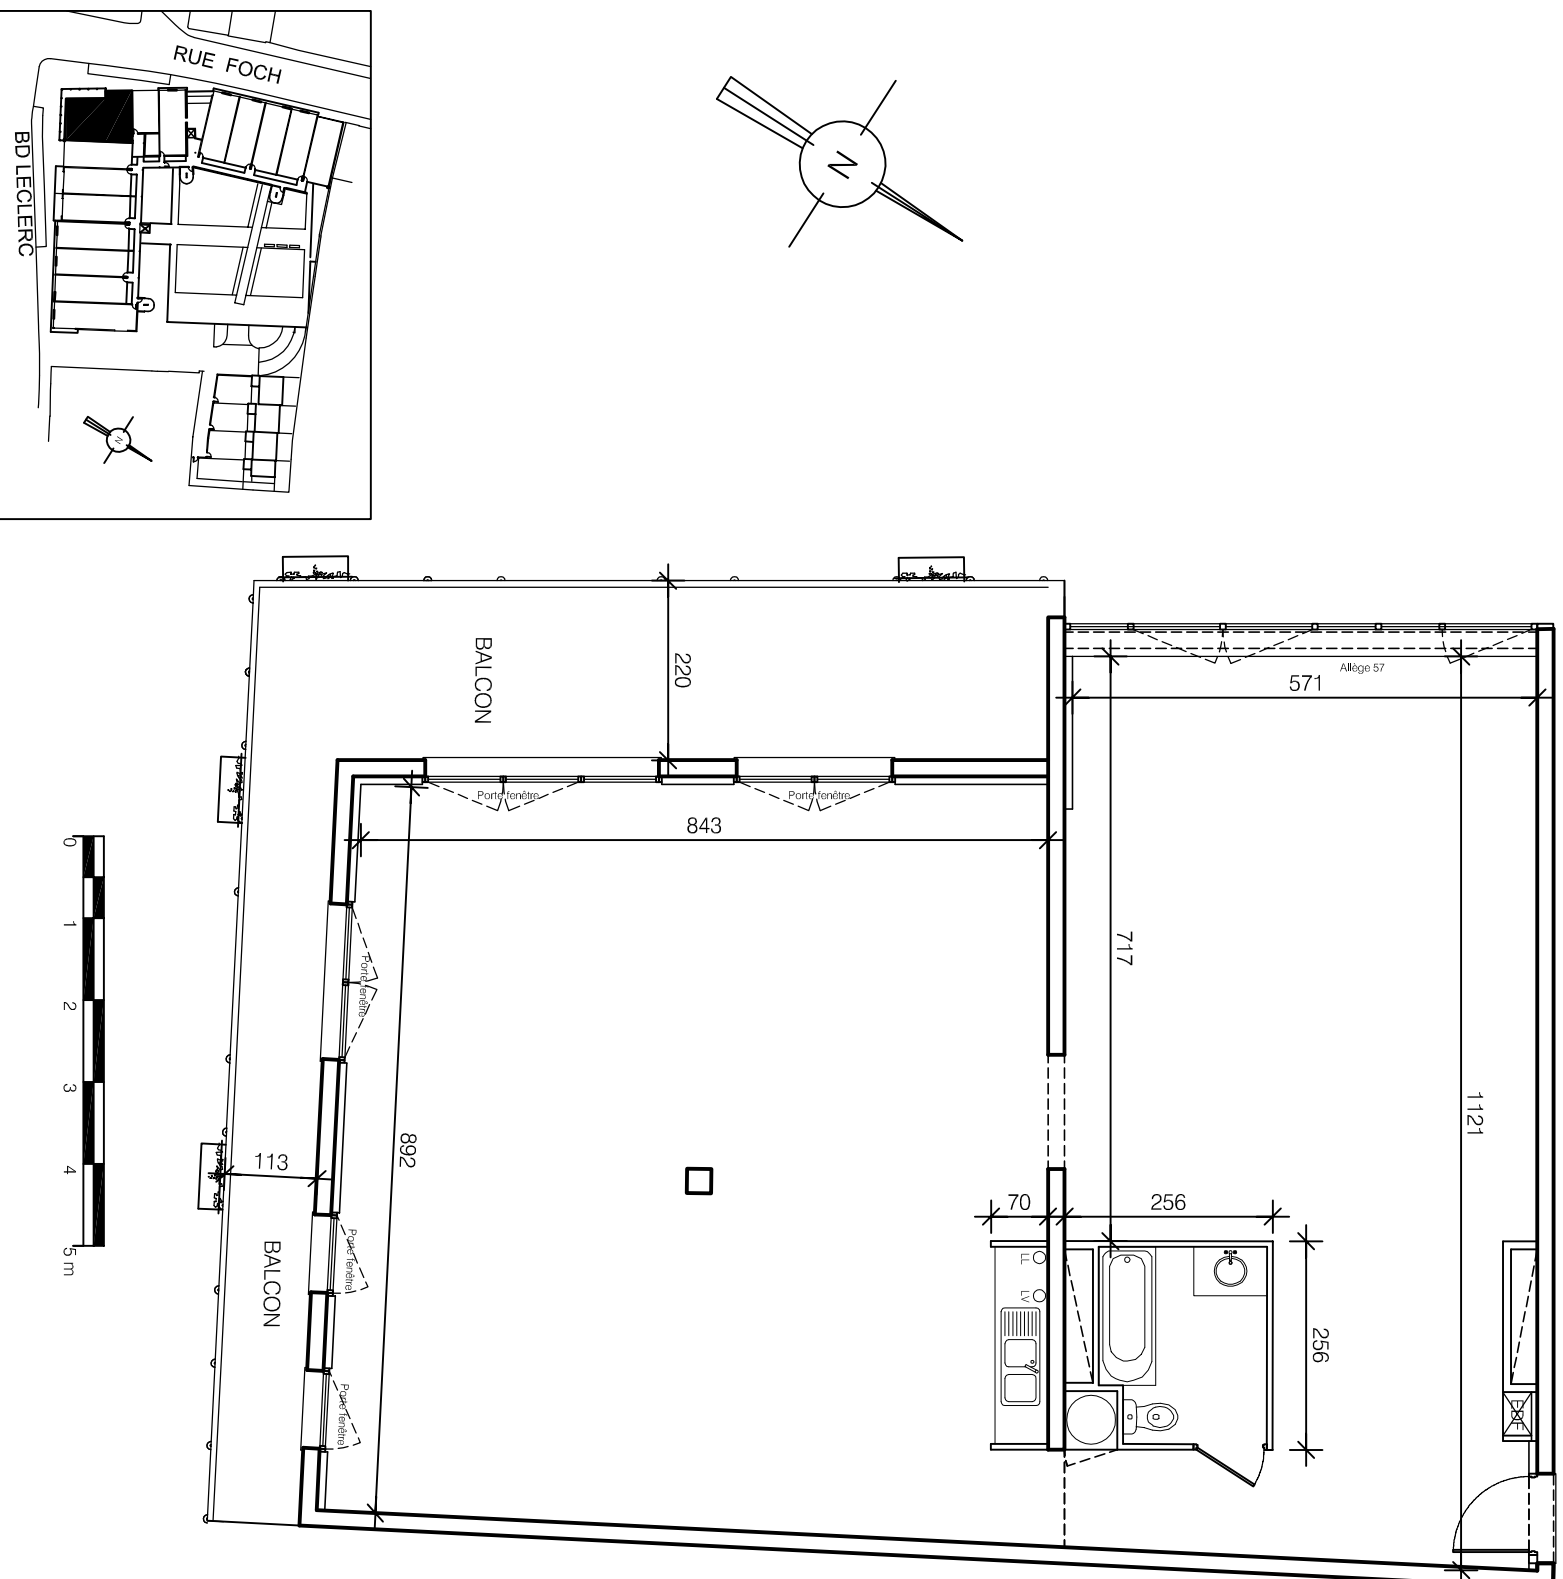 RUE FOCH
BD LECLERC
N
N
BALCON
220
571
Allège 57
Porte fenêtre
Porte fenêtre
843
717
Porte fenêtre
1121
892
113
70
256
256
LL
LV
EDF
Porte fenêtre
Porte fenêtre
BALCON
0
1
2
3
4
5 m